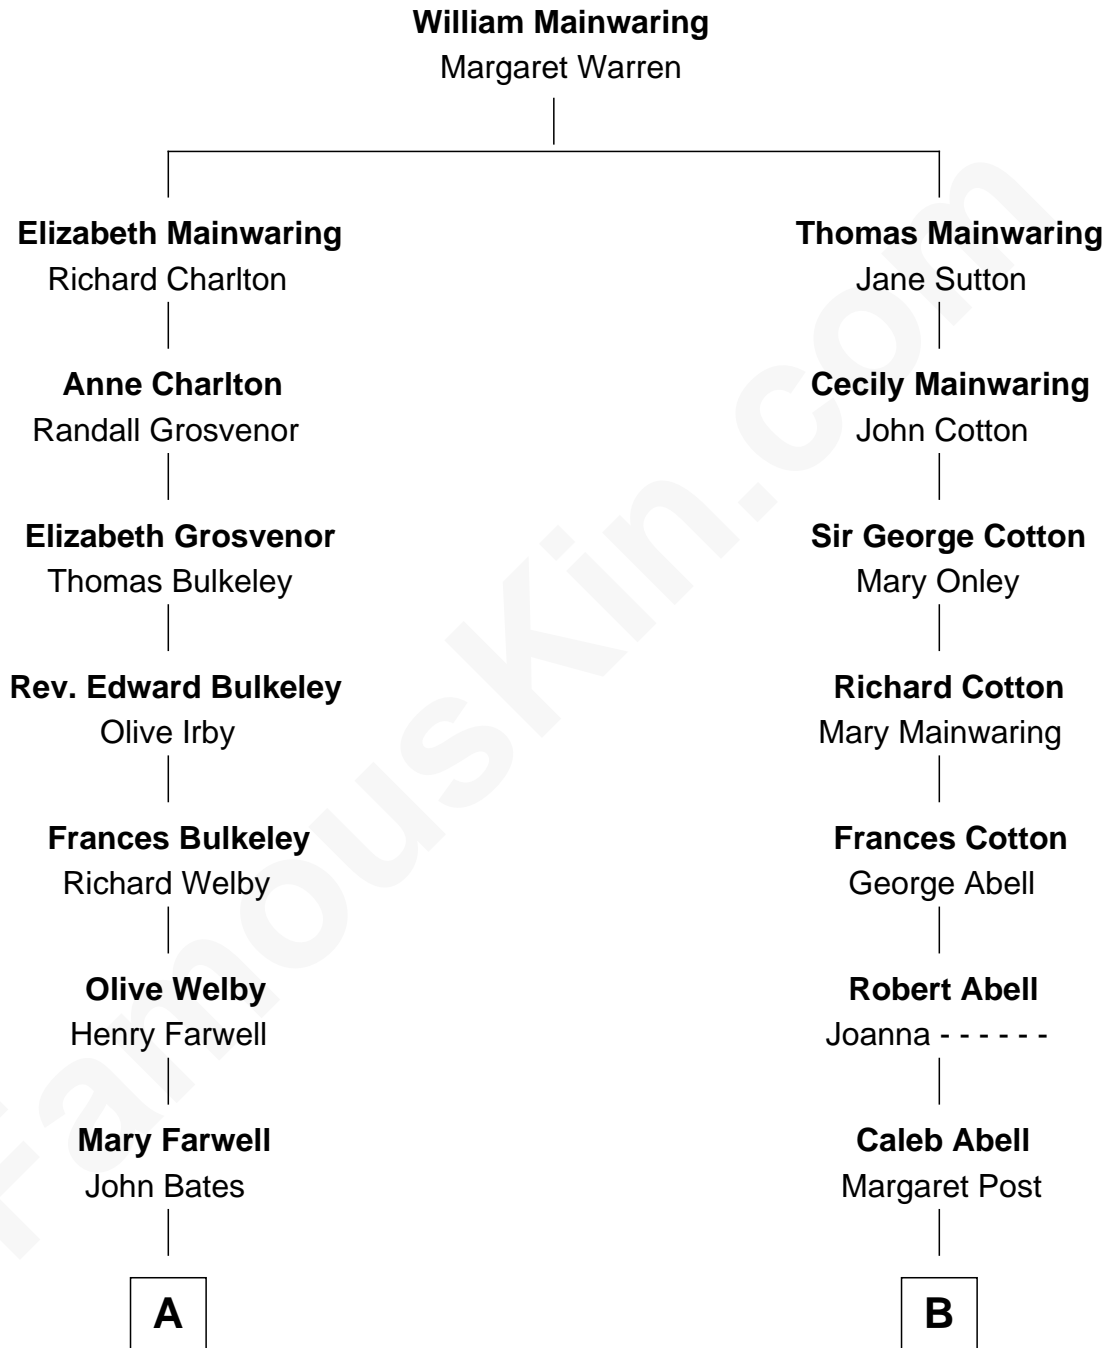 William Mainwaring
Margaret Warren
Elizabeth Mainwaring
Richard Charlton
Anne Charlton
Randall Grosvenor
Elizabeth Grosvenor
Thomas Bulkeley
Rev. Edward Bulkeley
Olive Irby
Frances Bulkeley
Richard Welby
Olive Welby
Henry Farwell
Mary Farwell
John Bates
A
Thomas Mainwaring
Jane Sutton
Cecily Mainwaring
John Cotton
Sir George Cotton
Mary Onley
Richard Cotton
Mary Mainwaring
Frances Cotton
George Abell
Robert Abell
Joanna - - - - - -
Caleb Abell
Margaret Post
B
FamousKin.com